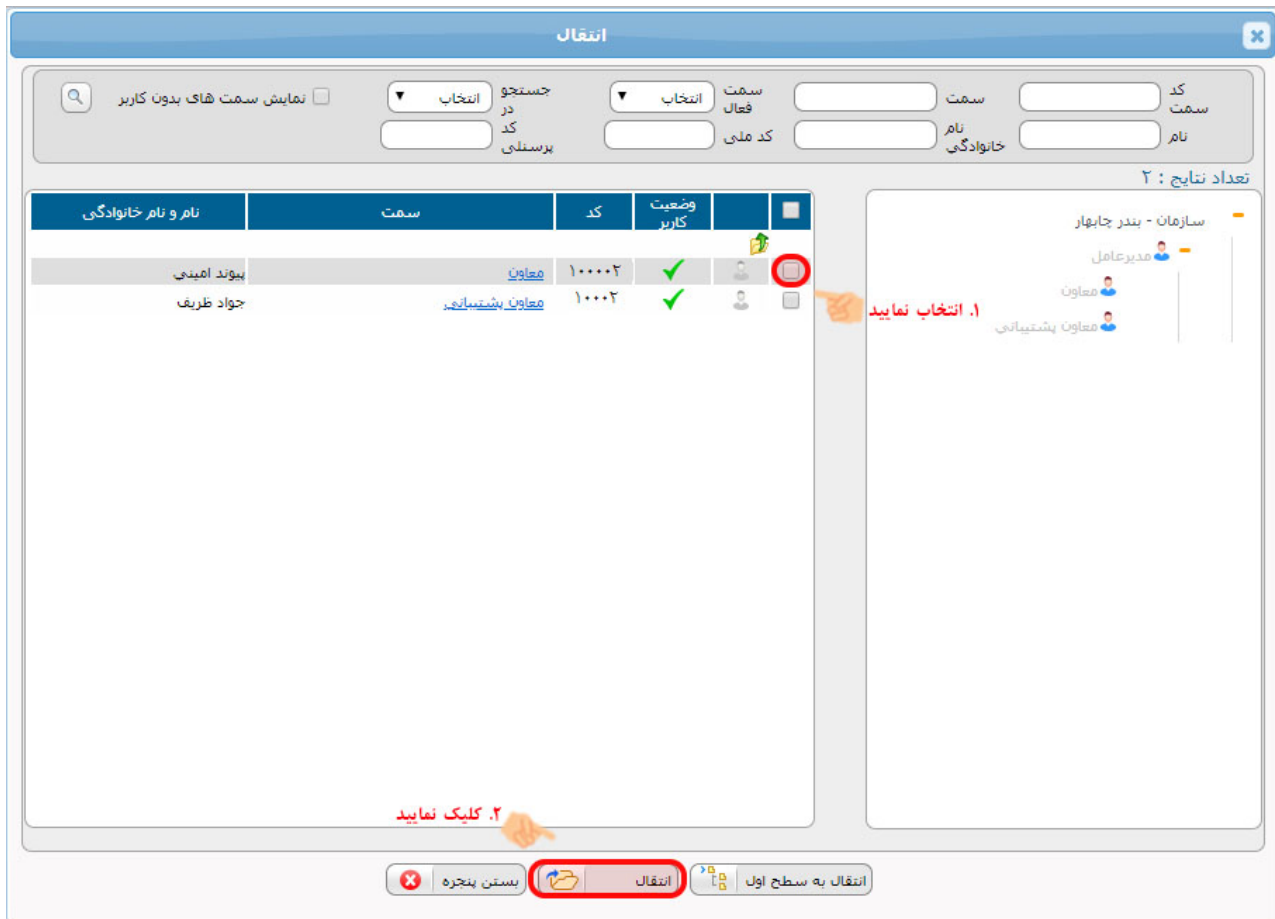 انتقال
کد سمت
سمت
سمت فعال
انتخاب
جستجو در
انتخاب
نمایش سمت های بدون کاربر
نام
نام خانوادگی
کد ملی
کد پرسنلی
تعداد نتایج : ۲
سازمان - بندر چابهار
مدیرعامل
معاون
معاون پشتیبانی
وضعیت کاربر
کد
سمت
نام و نام خانوادگی
۱۰۰۰۰۲ معاون پیوند امینی
۱۰۰۰۲ معاون پشتیبانی جواد ظریف
۱. انتخاب نمایید
۲. کلیک نمایید
انتقال به سطح اول
انتقال
بستن پنجره